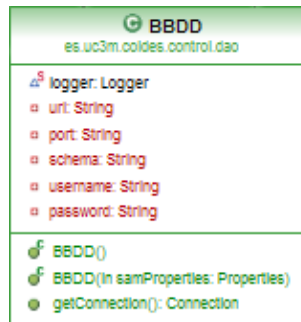 BBDD
es.uc3m.coldes.control.dao
logger: Logger
url: String
port: String
schema: String
username: String
password: String
BBDD()
BBDD(in samProperties: Properties)
getConnection(): Connection